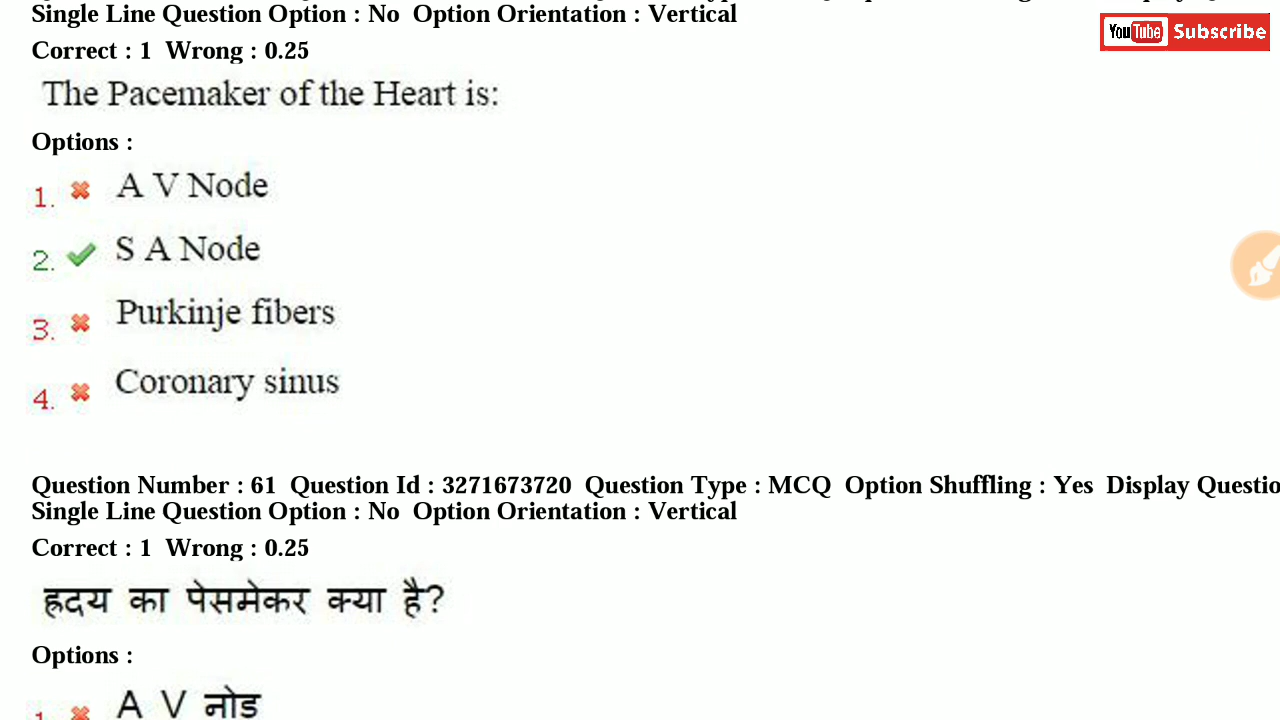 Single Line Question Option : No Option Orientation : Vertical
YouTube Subscribe
Correct : 1 Wrong : 0.25
The Pacemaker of the Heart is:
Options :
1. A V Node
2. S A Node
3. Purkinje fibers
4. Coronary sinus
Question Number : 61 Question Id : 3271673720 Question Type : MCQ Option Shuffling : Yes Display Questio
Single Line Question Option : No Option Orientation : Vertical
Correct : 1 Wrong : 0.25
ह्रदय का पेसमेकर क्या है?
Options :
1. A V नोड